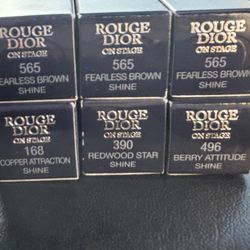 ROUGE
DIOR
ON STAGE
565
FEARLESS BROWN
SHINE
ROUGE
DIOR
ON STAGE
565
FEARLESS BROWN
SHINE
ROUGE
DIOR
ON STAGE
565
FEARLESS BROWN
SHINE
ROUGE
DIOR
ON STAGE
168
COPPER ATTRACTION
SHINE
ROUGE
DIOR
ON STAGE
390
REDWOOD STAR
SHINE
ROUGE
DIOR
ON STAGE
496
BERRY ATTITUDE
SHINE